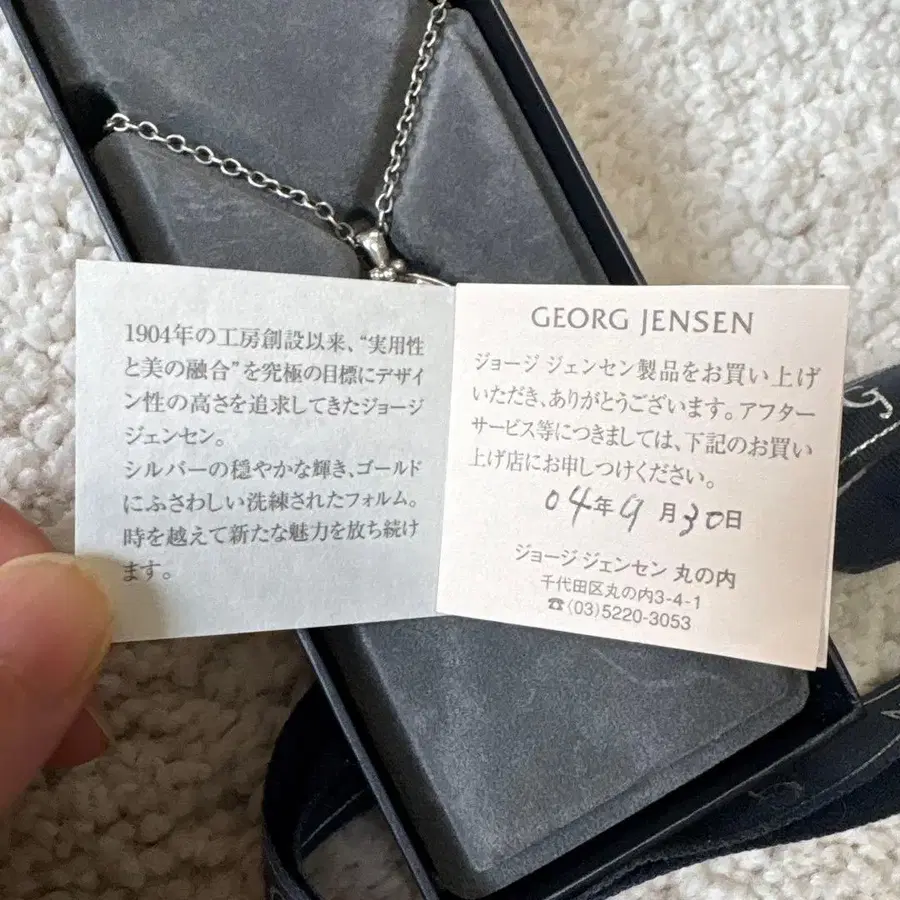 1904年の工房創設以来、“実用性
と美の融合”を究極の目標にデザイ
ン性の高さを追求してきたジョージ
ジェンセン。
シルバーの穏やかな輝き、ゴールド
にふさわしい洗練されたフォルム。
時を越えて新たな魅力を放ち続け
ます。
GEORG JENSEN
ジョージ ジェンセン製品をお買い上げ
いただき、ありがとうございます。アフター
サービス等につきましては、下記のお買い
上げ店にお申しつけください。
04年9月30日
ジョージ ジェンセン 丸の内
千代田区丸の内3-4-1
☎(03)5220-3053
G